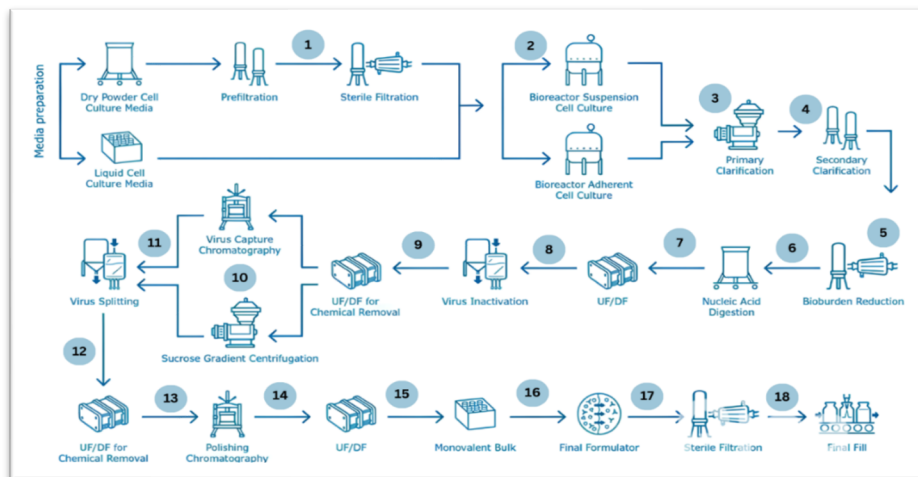 Media preparation
1
2
3
4
Dry Powder Cell
Culture Media
Prefiltration
Sterile Filtration
Bioreactor Suspension
Cell Culture
Liquid Cell
Culture Media
Bioreactor Adherent
Cell Culture
Primary
Clarification
Secondary
Clarification
11
Virus Capture
Chromatography
10
9
8
7
6
5
Virus Splitting
UF/DF for
Chemical Removal
Virus Inactivation
UF/DF
Nucleic Acid
Digestion
Bioburden Reduction
Sucrose Gradient Centrifugation
12
13
14
15
16
17
18
UF/DF for
Chemical Removal
Polishing
Chromatography
UF/DF
Monovalent Bulk
Final Formulator
Sterile Filtration
Final Fill